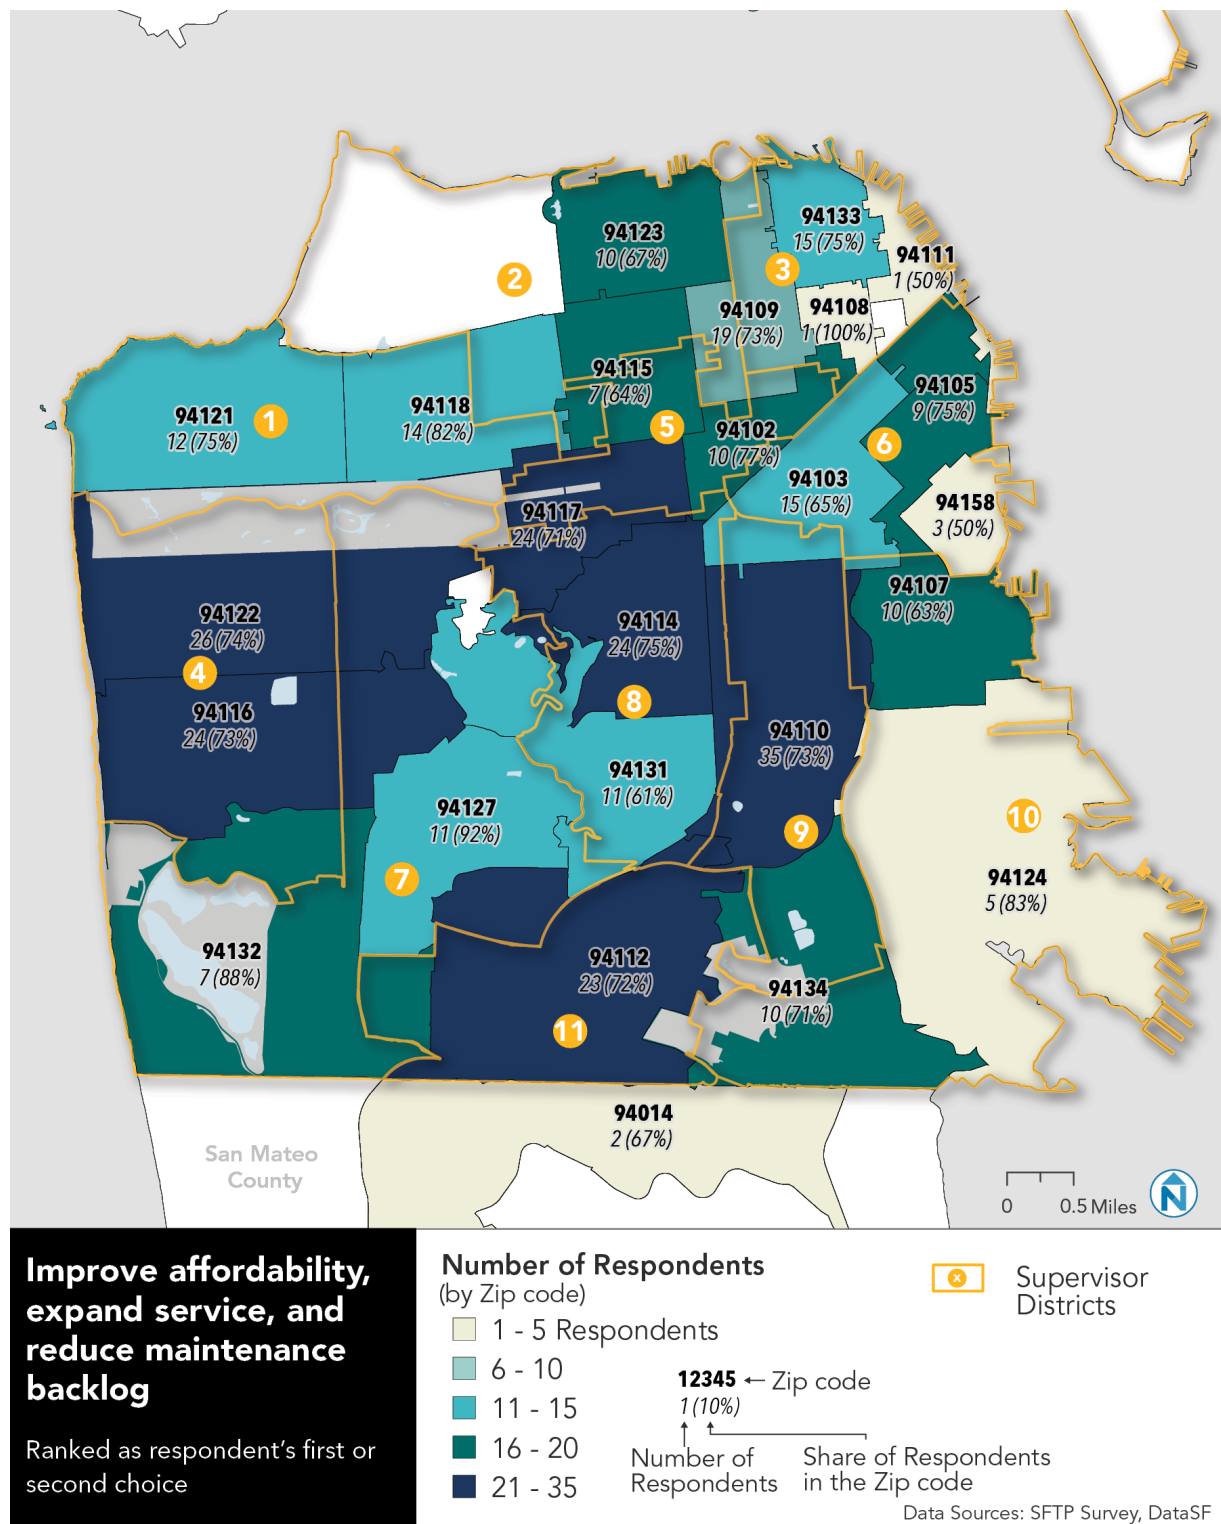 94123
10 (67%)
94133
15 (75%)
94111
1 (50%)
2
3
94109
19 (73%)
94108
1 (100%)
94115
7 (64%)
94105
9 (75%)
94121
12 (75%)
1
94118
14 (82%)
5
94102
10 (77%)
6
94103
15 (65%)
94158
3 (50%)
94117
24 (71%)
94107
10 (63%)
94122
26 (74%)
94114
24 (75%)
4
8
94116
24 (73%)
94110
35 (73%)
94131
11 (61%)
94127
11 (92%)
10
9
7
94124
5 (83%)
94132
7 (88%)
94112
23 (72%)
94134
10 (71%)
11
94014
2 (67%)
San Mateo
County
0 0.5 Miles
N
Improve affordability,
expand service, and
reduce maintenance
backlog
Ranked as respondent's first or
second choice
Number of Respondents
(by Zip code)
1 - 5 Respondents
6 - 10
11 - 15
16 - 20
21 - 35
12345
Zip code
1 (10%)
Number of
Respondents
Share of Respondents
in the Zip code
x
Supervisor
Districts
Data Sources: SFTP Survey, DataSF